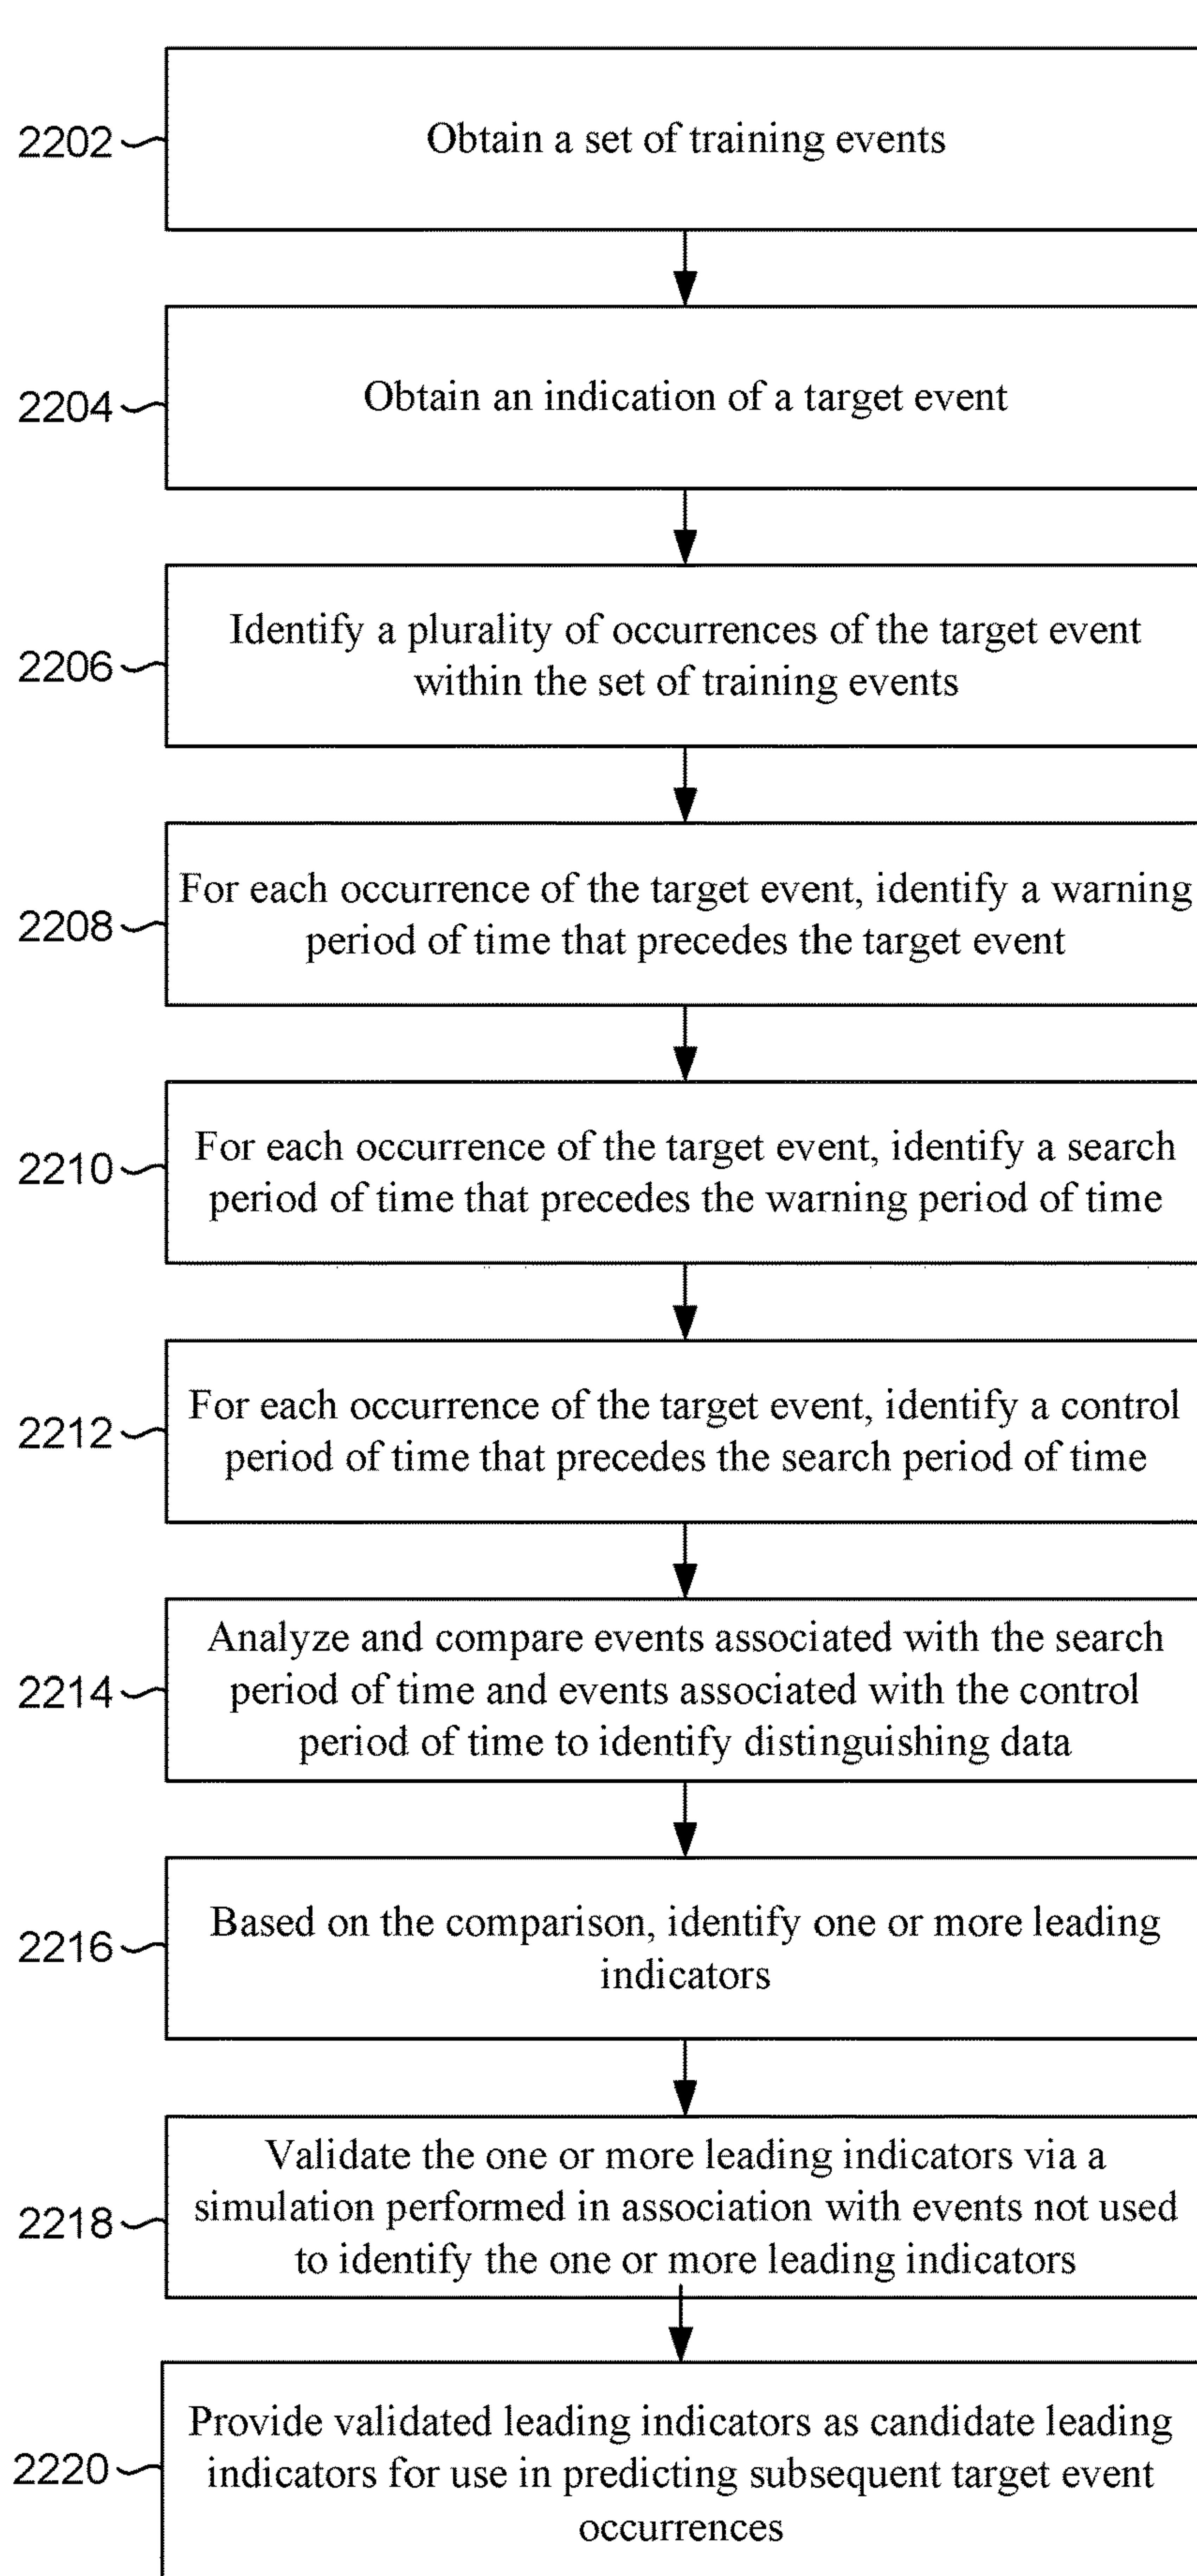 2202
Obtain a set of training events
2204
Obtain an indication of a target event
2206
Identify a plurality of occurrences of the target event
within the set of training events
2208
For each occurrence of the target event, identify a warning
period of time that precedes the target event
2210
For each occurrence of the target event, identify a search
period of time that precedes the warning period of time
2212
For each occurrence of the target event, identify a control
period of time that precedes the search period of time
2214
Analyze and compare events associated with the search
period of time and events associated with the control
period of time to identify distinguishing data
2216
Based on the comparison, identify one or more leading
indicators
2218
Validate the one or more leading indicators via a
simulation performed in association with events not used
to identify the one or more leading indicators
2220
Provide validated leading indicators as candidate leading
indicators for use in predicting subsequent target event
occurrences